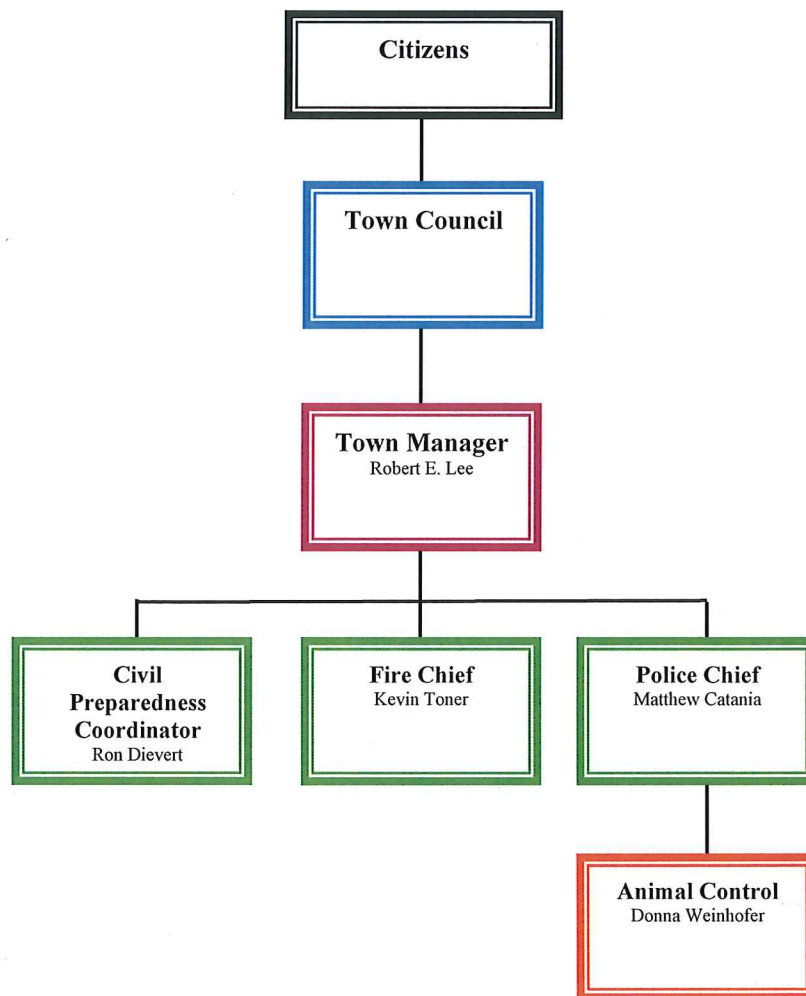 Citizens
Town Council
Town Manager
Robert E. Lee
Civil
Preparedness
Coordinator
Ron Dievert
Fire Chief
Kevin Toner
Police Chief
Matthew Catania
Animal Control
Donna Weinhofer